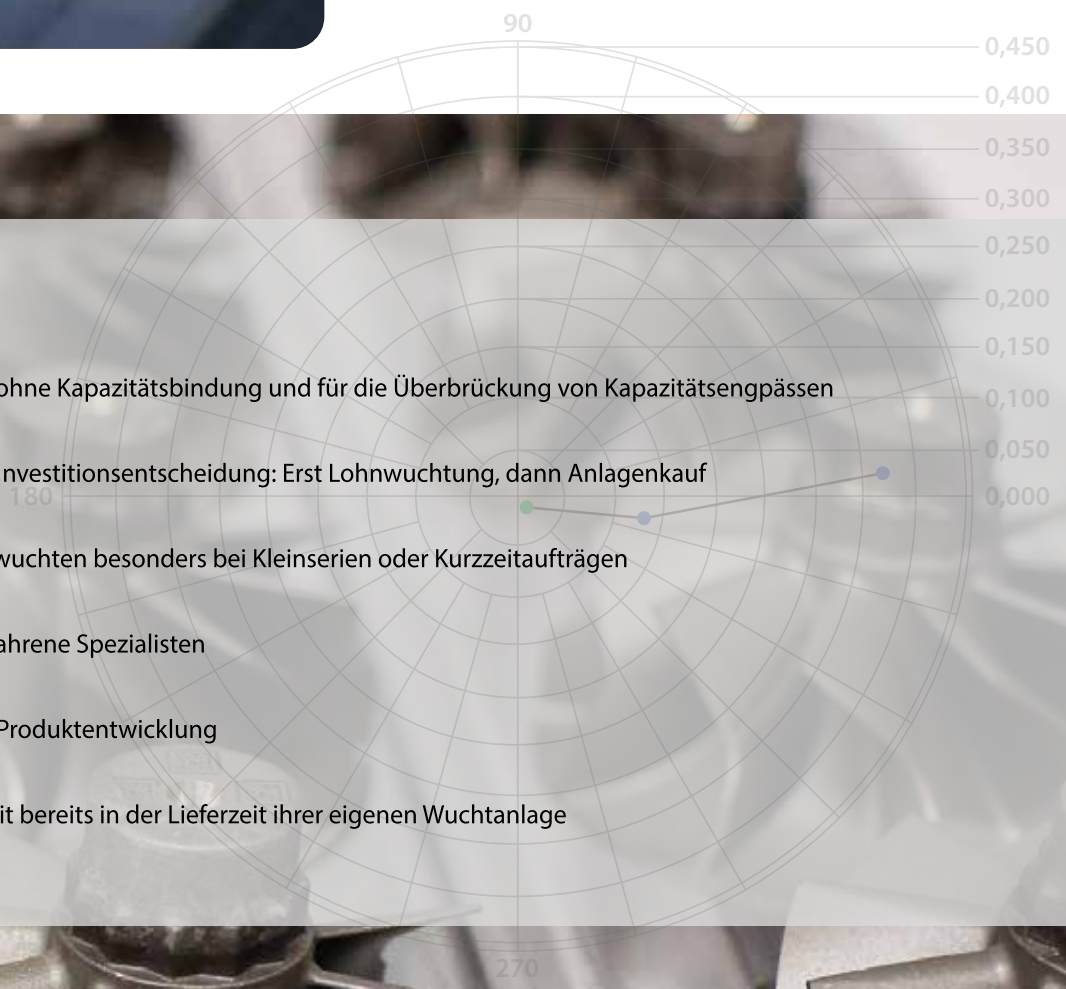 90
0,450
0,400
0,350
0,300
0,250
0,200
0,150
ohne Kapazitätsbindung und für die Überbrückung von Kapazitätsengpässen
0,100
0,050
nvestitionsentscheidung: Erst Lohnwuchtung, dann Anlagenkauf
180
0,000
wuchten besonders bei Kleinserien oder Kurzzeitaufträgen
ahrene Spezialisten
Produktentwicklung
it bereits in der Lieferzeit ihrer eigenen Wuchtanlage
270